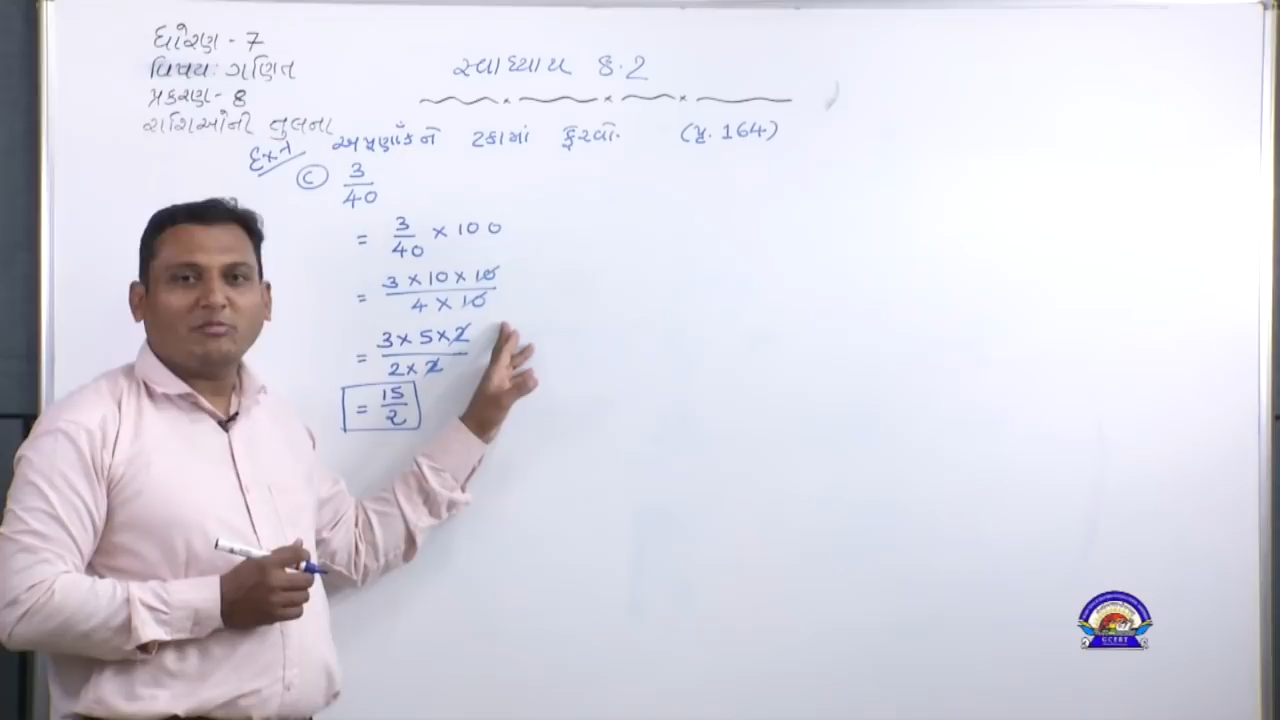 ધોરણ - 7
વિષય: ગણિત
પ્રકરણ - 8
રાશિઓની તુલના
સ્વાધ્યાય 8.2
અપૂર્ણાંકને ટકામાં ફેરવો. (પૃ. 164)
(C) 3/40
= 3/40 × 100
= 3 × 10 × 10 / 4 × 10
= 3 × 5 × 2 / 2 × 2
= 15/2
GCERT